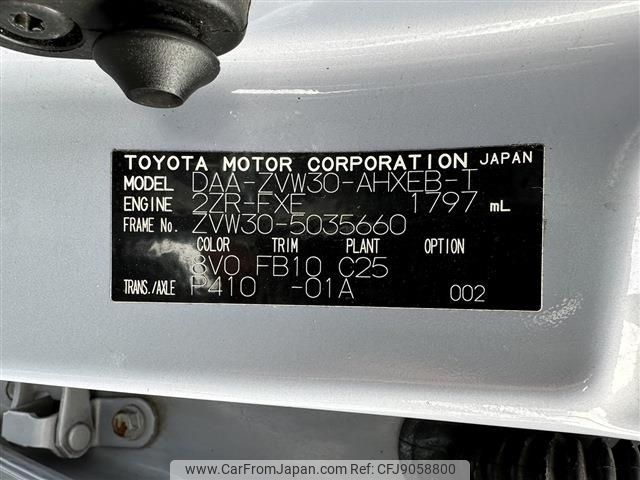 TOYOTA MOTOR CORPORATION JAPAN
MODEL DAA-ZVW30-AHXEB-T
ENGINE 2ZR-FXE 1797 mL
FRAME No. ZVW30-5035660
COLOR TRIM PLANT OPTION
8V0 FB10 C25
TRANS./AXLE P410 -01A 002
www.CarFromJapan.com | CFJ9058800